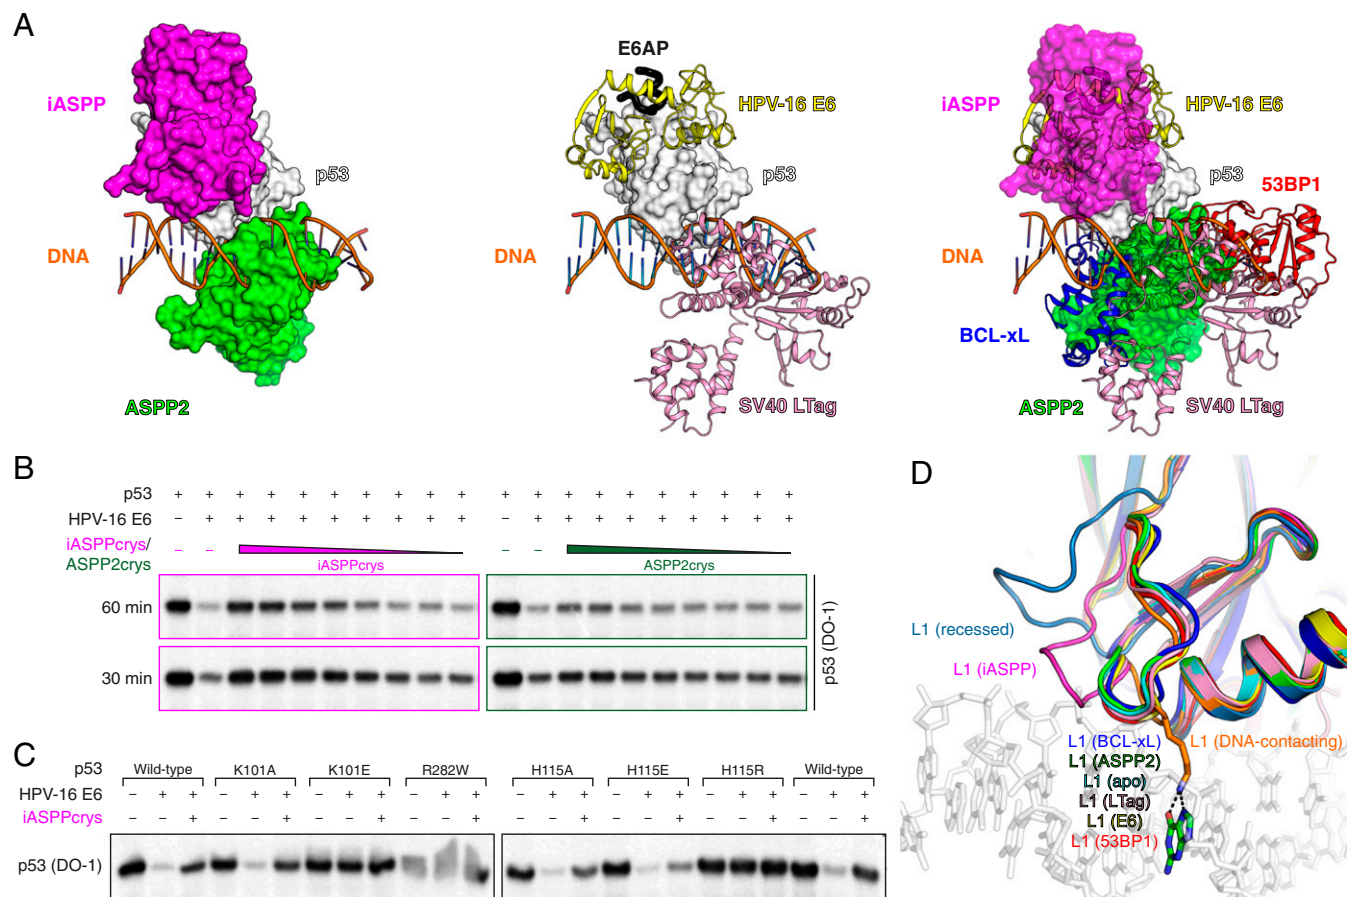 A
E6AP
iASPP
HPV-16 E6
iASPP
HPV-16 E6
p53
p53
p53
53BP1
DNA
DNA
DNA
BCL-xL
ASPP2
SV40 LTag
ASPP2
SV40 LTag
B
p53 + + + + + + + + + + + + + + + + + + + +
HPV-16 E6 – + + + + + + + + + – + + + + + + + + +
iASPPcrys/ – – – –
ASPP2crys iASPPcrys ASPP2crys
60 min
30 min
p53 (DO-1)
C
p53 Wild-type K101A K101E R282W H115A H115E H115R Wild-type
HPV-16 E6 – + + – + + – + + – + + – + + – + + – + + – + +
iASPPcrys – – + – – + – – + – – + – – + – – + – – + – – +
p53 (DO-1)
D
L1 (recessed)
L1 (iASPP)
L1 (BCL-xL) L1 (DNA-contacting)
L1 (ASPP2)
L1 (apo)
L1 (LTag)
L1 (E6)
L1 (53BP1)